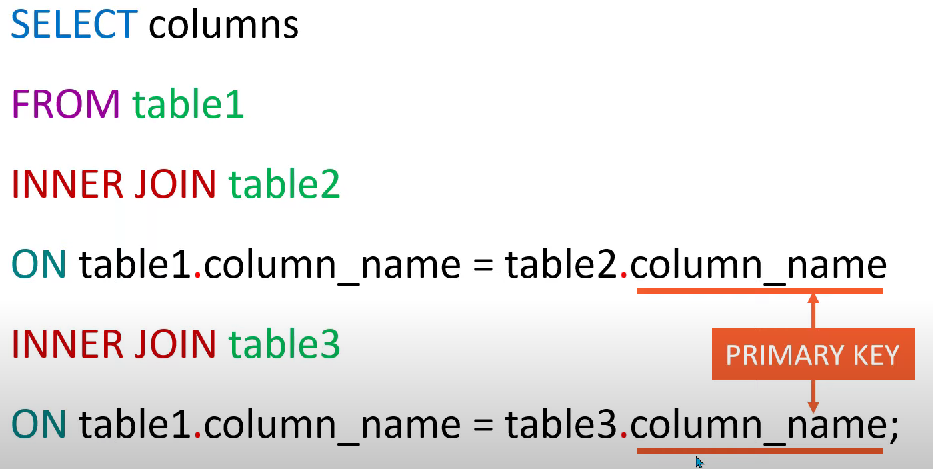 SELECT columns
FROM table1
INNER JOIN table2
ON table1.column_name = table2.column_name
INNER JOIN table3
PRIMARY KEY
ON table1.column_name = table3.column_name;